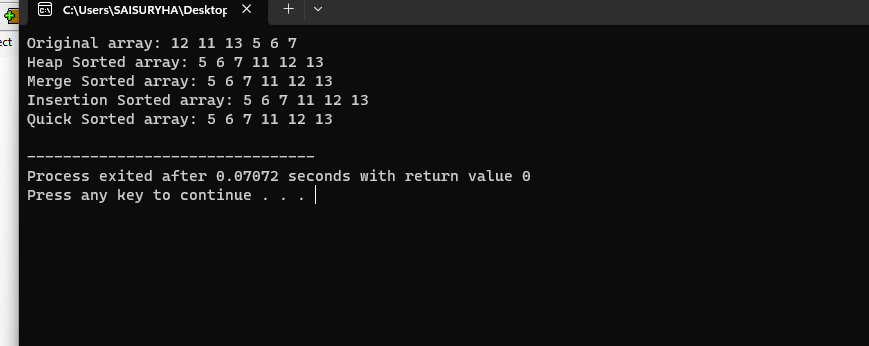 C:\Users\SAISURYHA\Desktop
ect
Original array: 12 11 13 5 6 7
Heap Sorted array: 5 6 7 11 12 13
Merge Sorted array: 5 6 7 11 12 13
Insertion Sorted array: 5 6 7 11 12 13
Quick Sorted array: 5 6 7 11 12 13
--------------------------------
Process exited after 0.07072 seconds with return value 0
Press any key to continue . . .